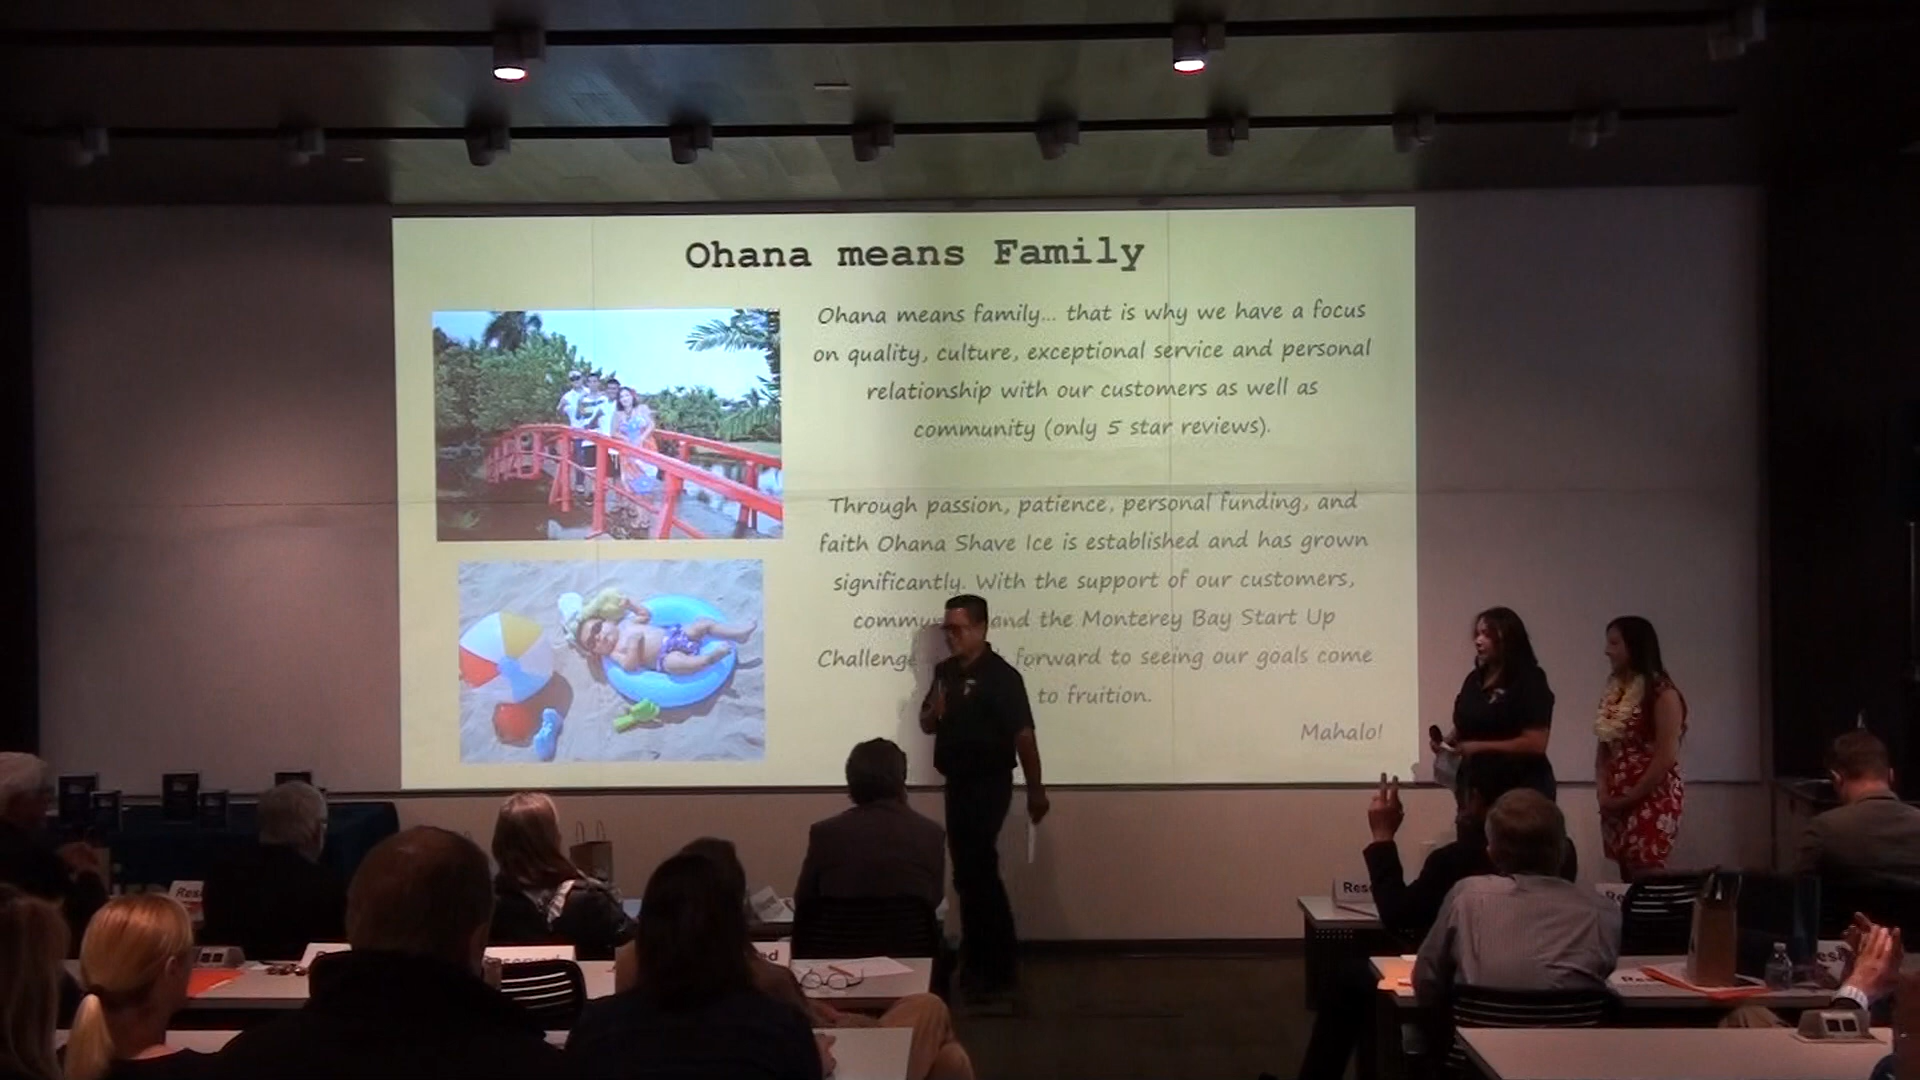 Ohana means Family
Ohana means family... that is why we have a focus
on quality, culture, exceptional service and personal
relationship with our customers as well as
community (only 5 star reviews).
Through passion, patience, personal funding, and
faith Ohana Shave Ice is established and has grown
significantly. With the support of our customers,
and the Monterey Bay Start Up
forward to seeing our goals come
to fruition.
Mahalo!